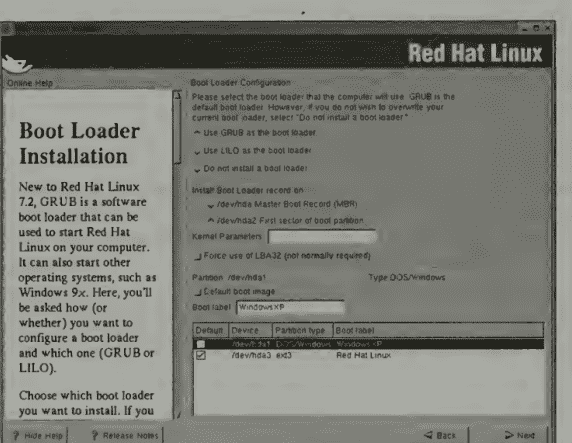 Red Hat Linux
Online Help
Boot Loader
Installation
New to Red Hat Linux
7.2, GRUB is a software
boot loader that can be
used to start Red Hat
Linux on your computer.
It can also start other
operating systems, such as
Windows 9x. Here, you'll
be asked how (or
whether) you want to
configure a boot loader
and which one (GRUB or
LILO).
Choose which boot loader
you want to install. If you
Boot Loader Configuration
Please select the boot loader that the computer will use. GRUB is the
default boot loader. However, if you do not wish to overwrite your
current boot loader, select "Do not install a boot loader."
Use GRUB as the boot loader
Use LILO as the boot loader
Do not install a boot loader
Install Boot Loader record on:
/dev/hda Master Boot Record (MBR)
/dev/hda2 First sector of boot partition
Kernel Parameters
Force use of LBA32 (not normally required)
Partition /dev/hda1 Type DOS/Windows
Default boot image
Boot label WindowsXP
Default Device Partition type Boot label
/dev/hda1 DOS/Windows WindowsXP
/dev/hda3 ext3 Red Hat Linux
? Hide Help ? Release Notes Back Next